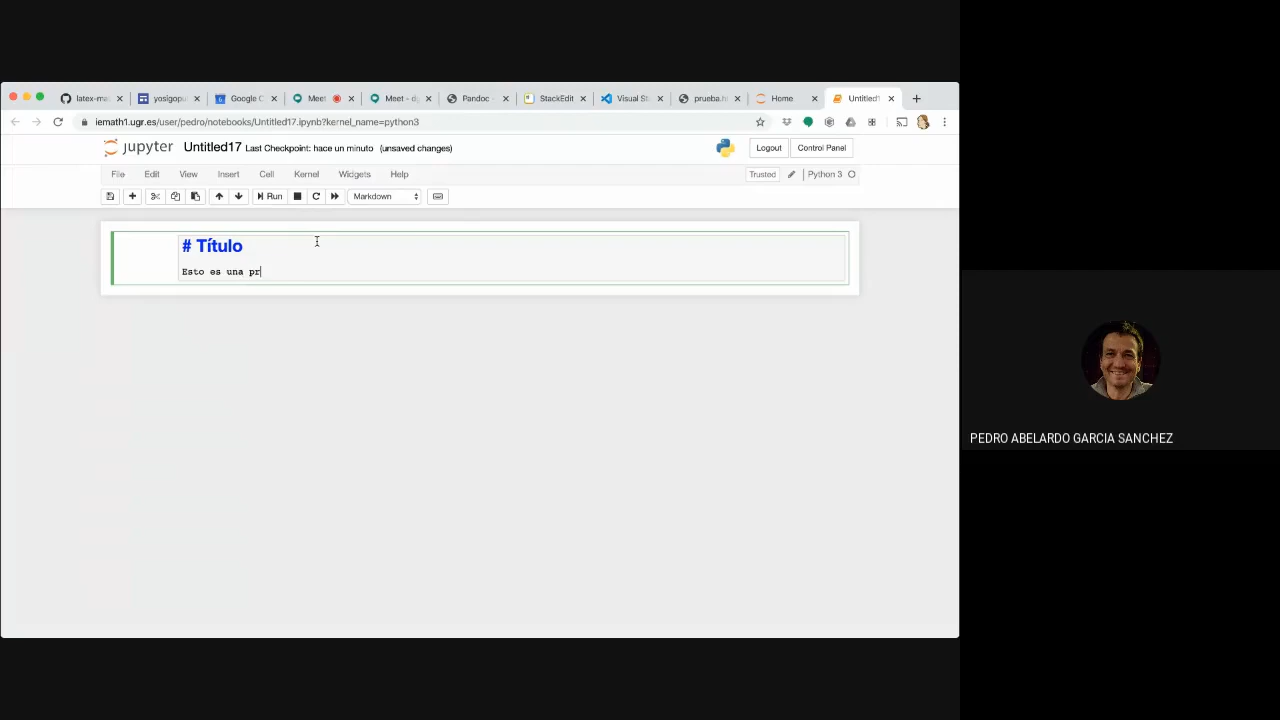 latex-ma
yosigopu
Google C
Meet
Meet - d
Pandoc
StackEdit
Visual St
prueba.
Home
Untitled1
iemath1.ugr.es/user/pedro/notebooks/Untitled17.ipynb?kernel_name=python3
jupyter Untitled17 Last Checkpoint: hace un minuto (unsaved changes)
Logout
Control Panel
File Edit View Insert Cell Kernel Widgets Help
Trusted
Python 3
Run
Markdown
# Título
Esto es una pr
PEDRO ABELARDO GARCIA SANCHEZ